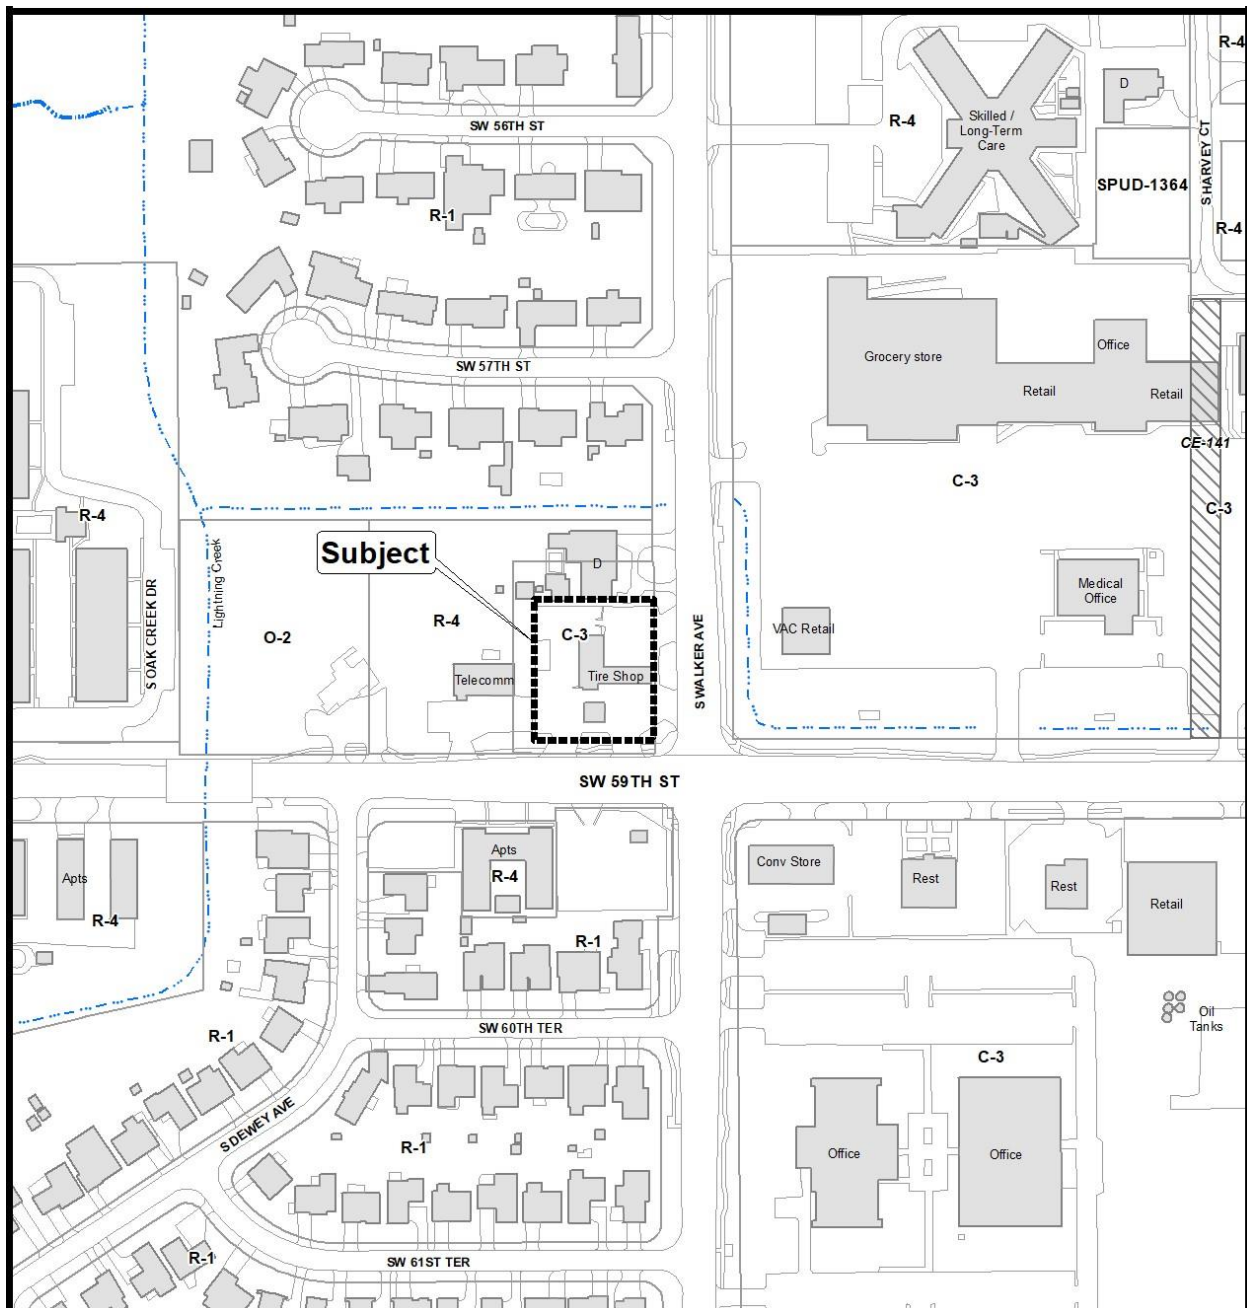 R-4
D
Skilled /
Long-Term
Care
R-4
SW 56TH ST
S HARVEY CT
SPUD-1364
R-1
R-4
Grocery store
Office
SW 57TH ST
Retail
Retail
CE-141
C-3
C-3
R-4
Subject
D
Lightning Creek
Medical
Office
R-4
C-3
VAC Retail
O-2
S OAK CREEK DR
S WALKER AVE
Telecomm
Tire Shop
SW 59TH ST
Apts
Conv Store
Apts
R-4
Rest
Rest
Retail
R-4
R-1
Oil
Tanks
SW 60TH TER
R-1
C-3
S DEWEY AVE
R-1
Office
Office
R-1
SW 61ST TER